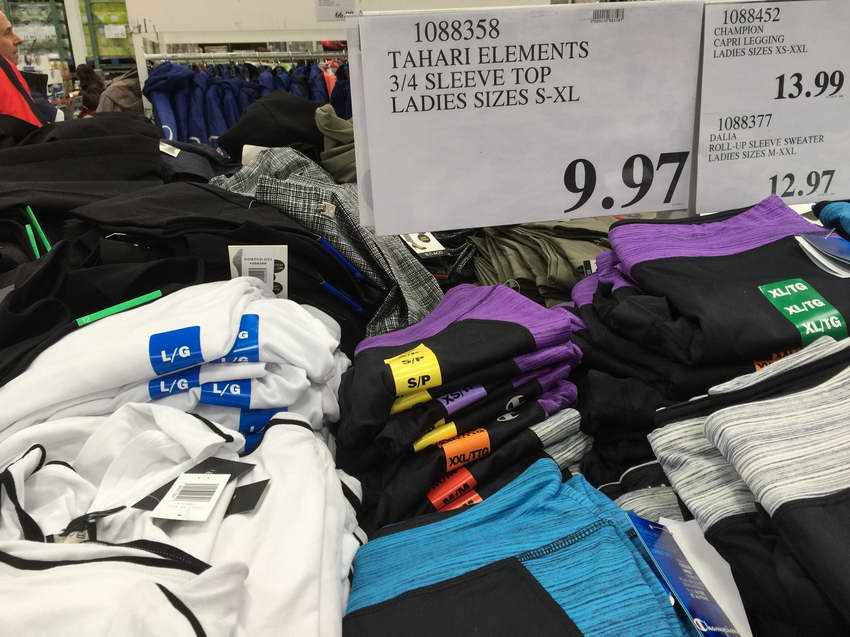 1088358
TAHARI ELEMENTS
3/4 SLEEVE TOP
LADIES SIZES S-XL
9.97
1088452
CHAMPION
CAPRI LEGGING
LADIES SIZES XS-XXL
13.99
1088377
DALIA
ROLL-UP SLEEVE SWEATER
LADIES SIZES M-XXL
12.97
L/G
L/G
L/G
S/P
S/P
XXL/TTG
M/M
XL/TG
XL/TG
XL/TG